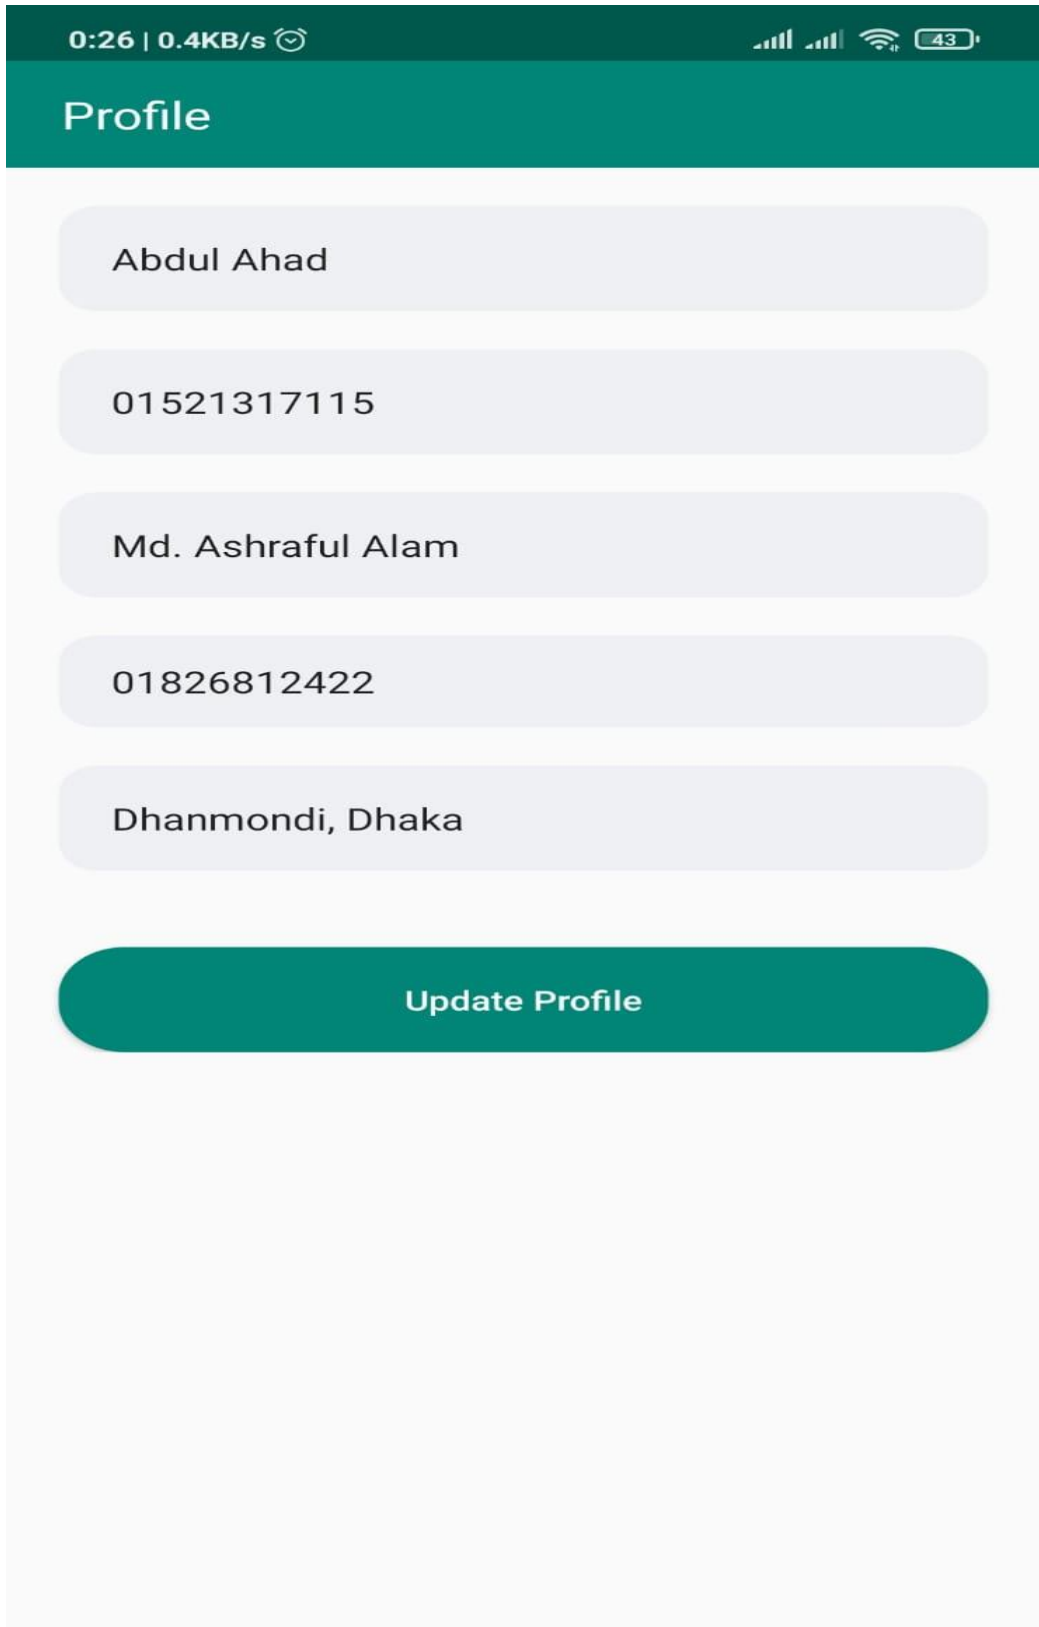 0:26 | 0.4KB/s 43
Profile
Abdul Ahad
01521317115
Md. Ashraful Alam
01826812422
Dhanmondi, Dhaka
Update Profile